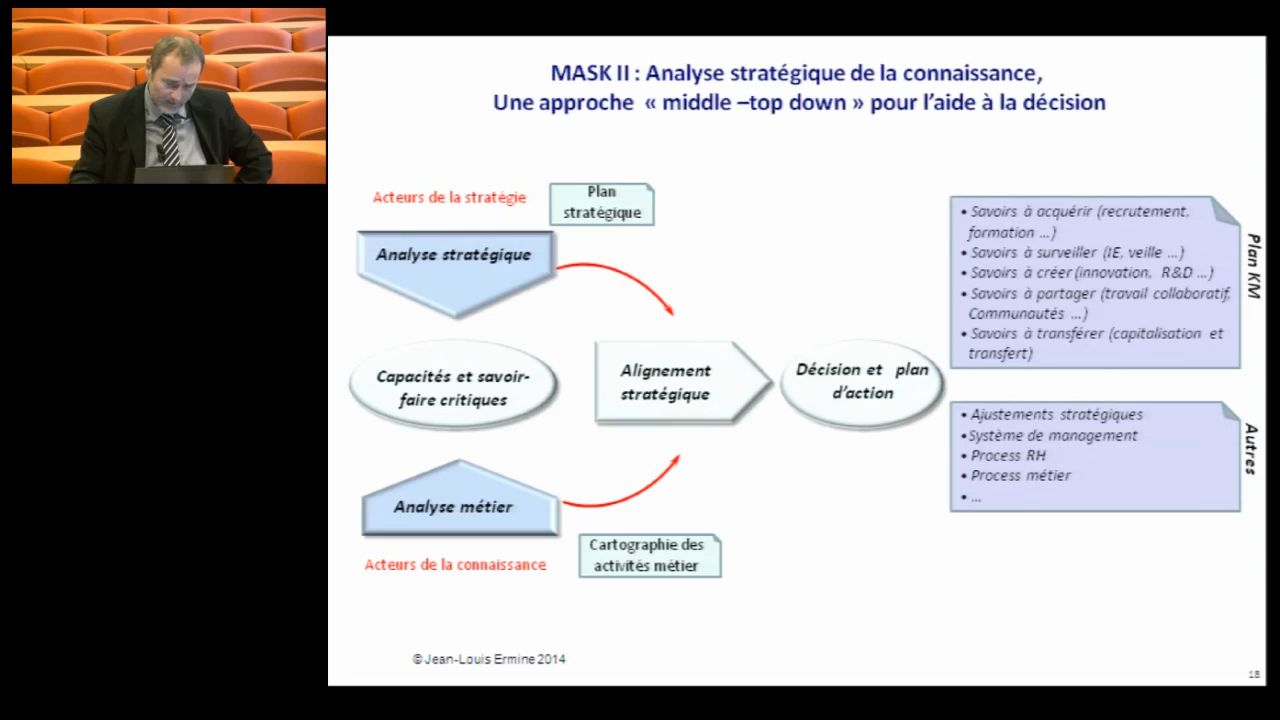 MASK II : Analyse stratégique de la connaissance,
Une approche « middle –top down » pour l’aide à la décision
Acteurs de la stratégie
Plan
stratégique
Analyse stratégique
Capacités et savoir-
faire critiques
Analyse métier
Acteurs de la connaissance
Cartographie des
activités métier
Alignement
stratégique
Décision et plan
d’action
• Savoirs à acquérir (recrutement,
formation ...)
• Savoirs à surveiller (IE, veille ...)
• Savoirs à créer (innovation, R&D ...)
• Savoirs à partager (travail collaboratif,
Communautés ...)
• Savoirs à transférer (capitalisation et
transfert)
Plan KM
• Ajustements stratégiques
• Système de management
• Process RH
• Process métier
• ...
Autres
© Jean-Louis Ermine 2014
18